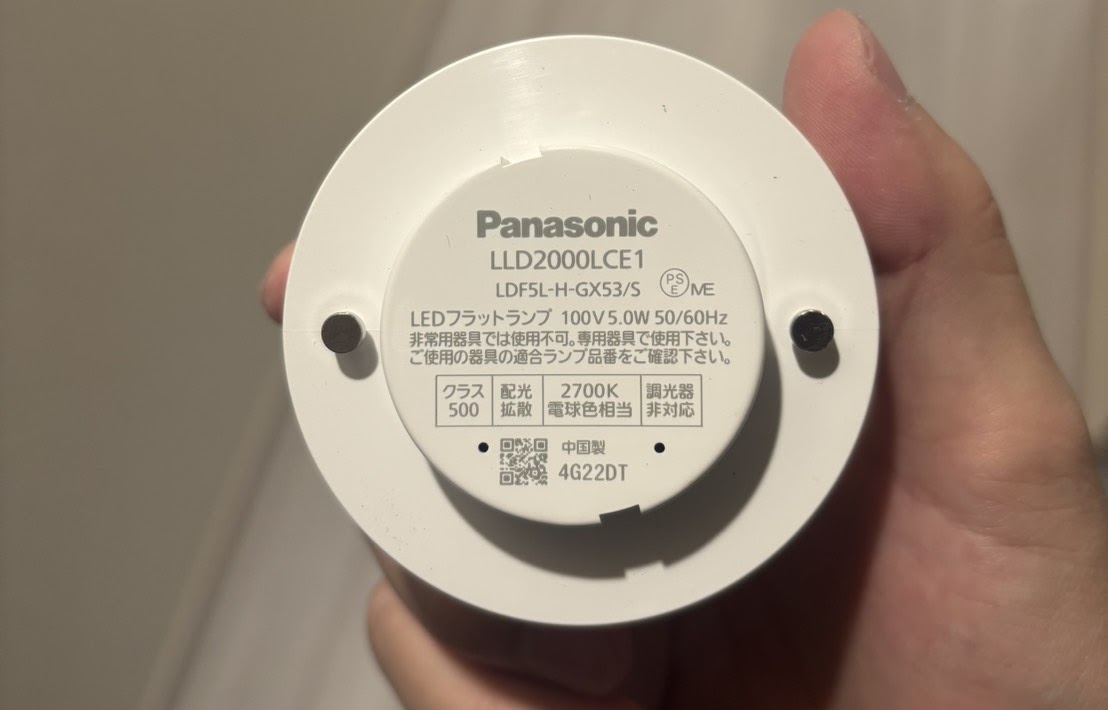 Panasonic
LLD2000LCE1
LDF5L-H-GX53/S PS E ME
LEDフラットランプ 100V 5.0W 50/60Hz
非常用器具では使用不可。専用器具で使用下さい。
ご使用の器具の適合ランプ品番をご確認下さい。
クラス 500 配光 拡散 2700K 電球色相当 調光器 非対応
中国製
4G22DT